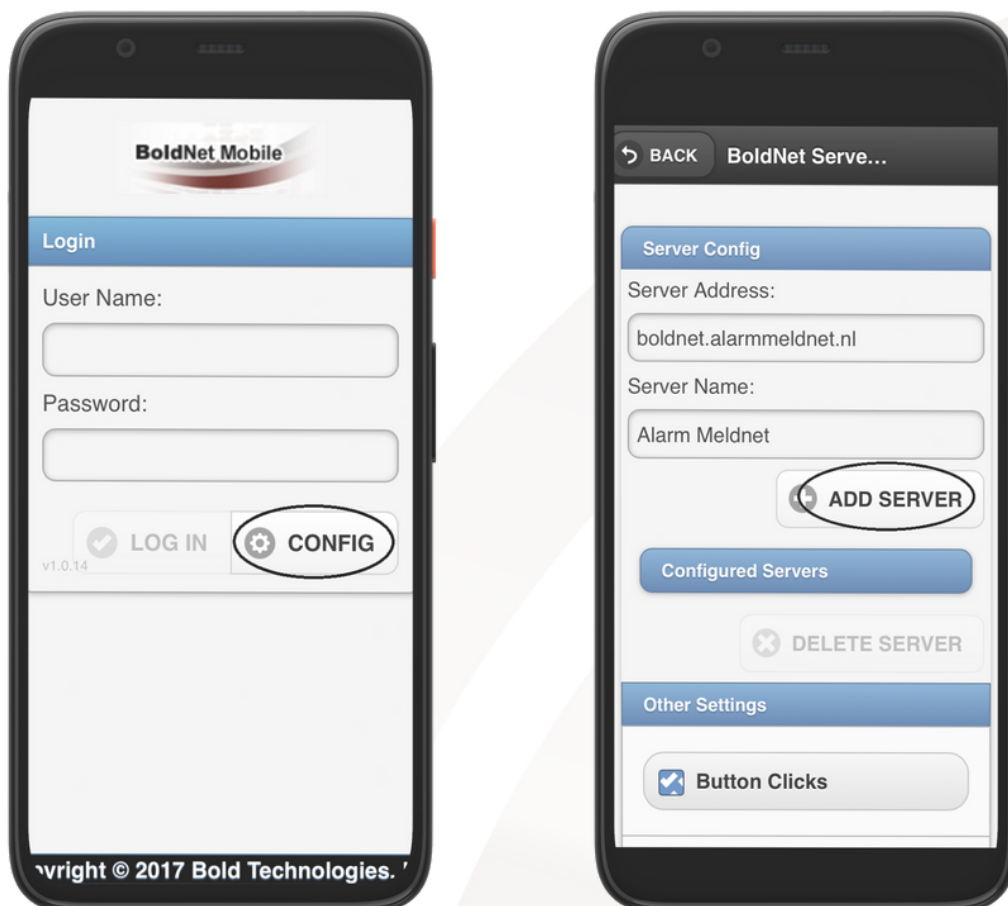 BoldNet Mobile
Login
User Name:
Password:
LOG IN
CONFIG
v1.0.14
vright © 2017 Bold Technologies.
BACK
BoldNet Serve...
Server Config
Server Address:
boldnet.alarmmeldnet.nl
Server Name:
Alarm Meldnet
ADD SERVER
Configured Servers
DELETE SERVER
Other Settings
Button Clicks